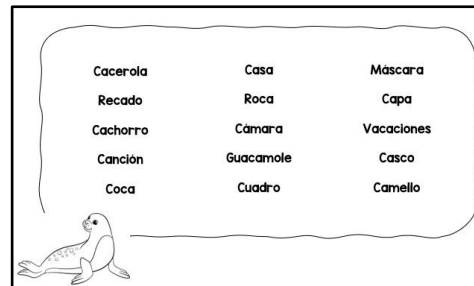 Cacerola Casa Máscara
Recado Roca Capa
Cachorro Cámara Vacaciones
Canción Guacamole Casco
Coca Cuadro Camello